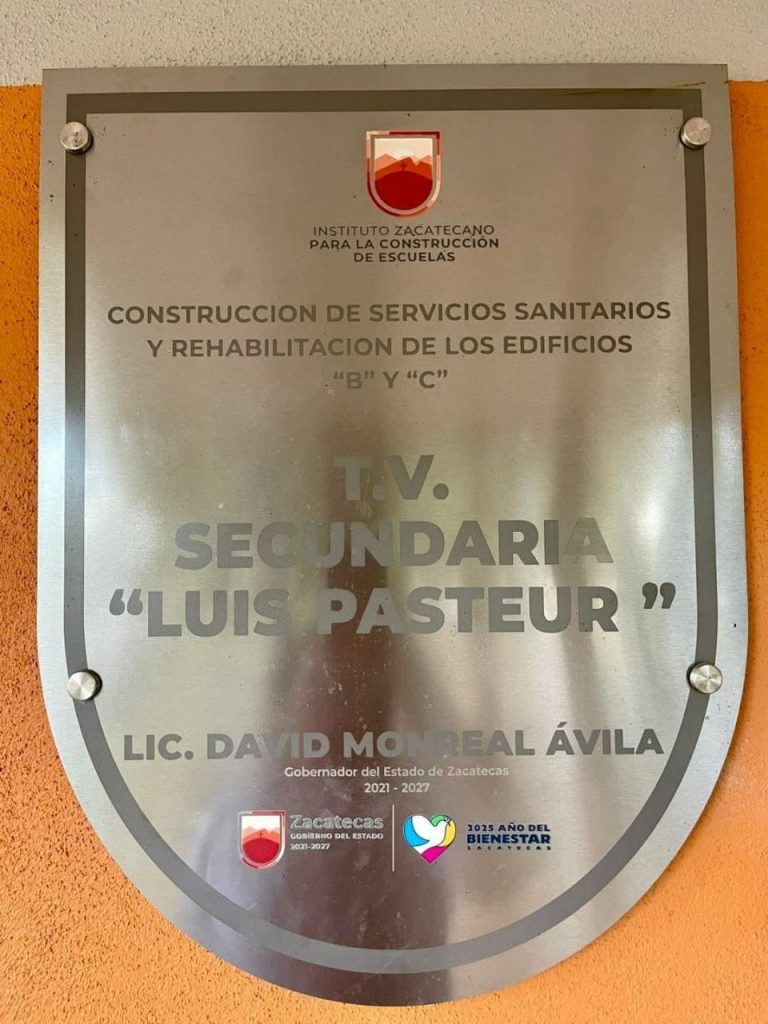 INSTITUTO ZACATECANO
PARA LA CONSTRUCCIÓN
DE ESCUELAS
CONSTRUCCION DE SERVICIOS SANITARIOS
Y REHABILITACION DE LOS EDIFICIOS
“B” Y “C”
T.V.
SECUNDARIA
“LUIS PASTEUR ”
LIC. DAVID MONREAL ÁVILA
Gobernador del Estado de Zacatecas
2021 - 2027
Zacatecas
GOBIERNO DEL ESTADO
2021-2027
2025 AÑO DEL
BIENESTAR
ZACATECAS